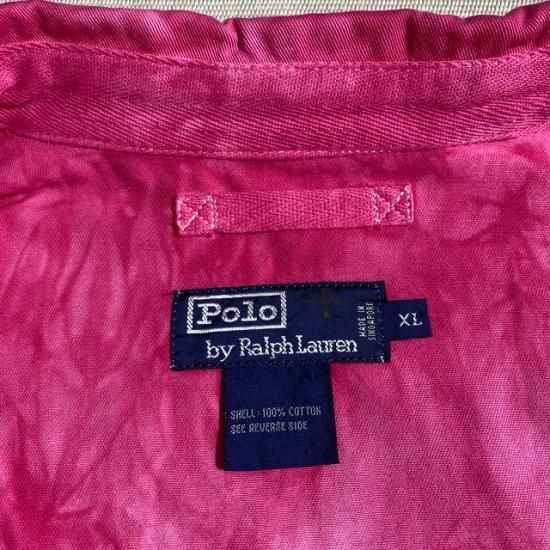 Polo
by Ralph Lauren
MADE IN
SINGAPORE
XL
SHELL: 100% COTTON
SEE REVERSE SIDE